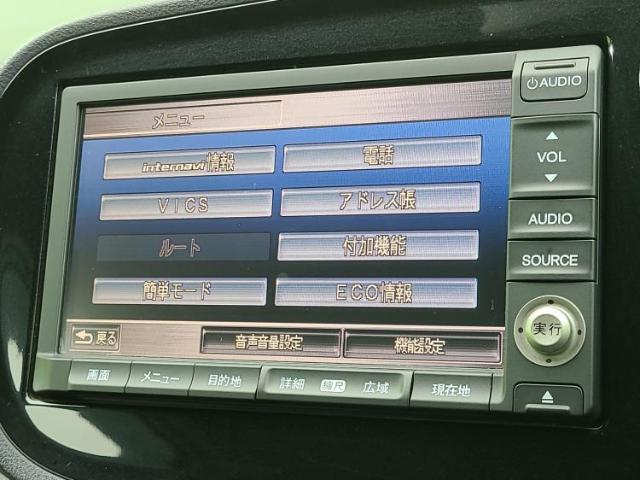 メニュー
internavi情報
電話
VICS
アドレス帳
ルート
付加機能
簡単モード
ECO情報
戻る
音声音量設定
機能設定
画面
メニュー
目的地
詳細 縮尺 広域
現在地
AUDIO
VOL
AUDIO
SOURCE
実行